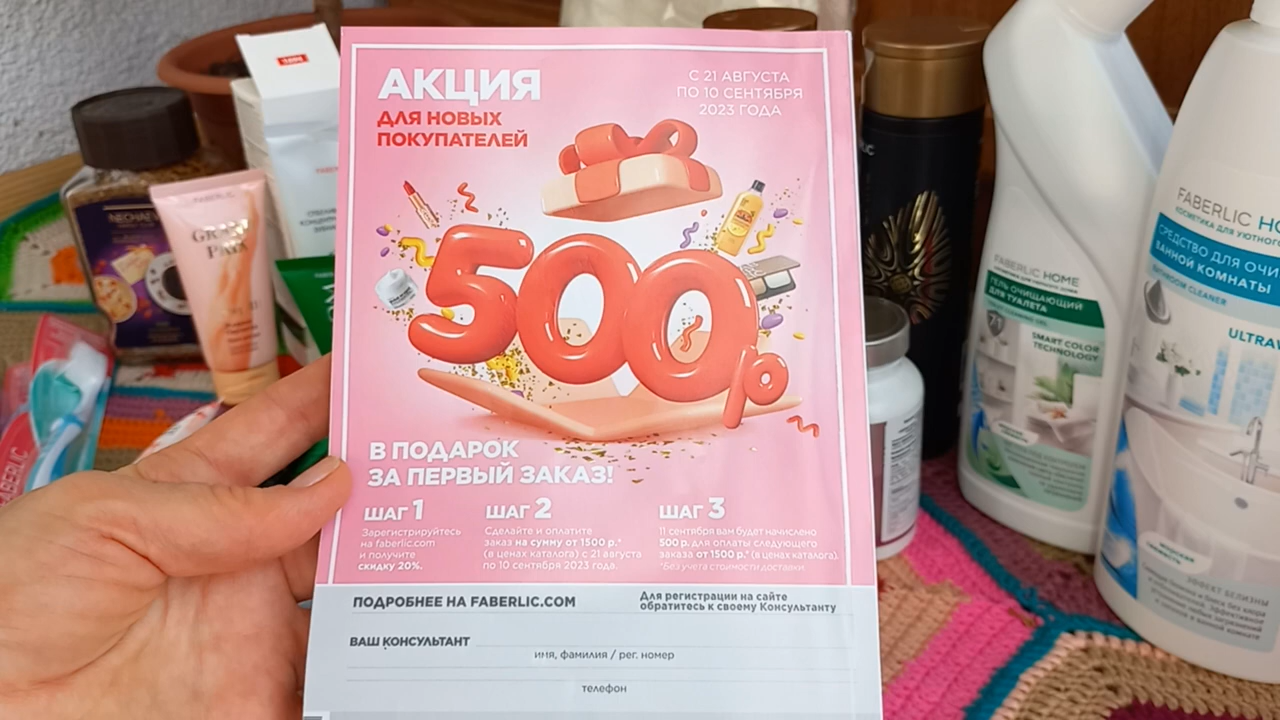 АКЦИЯ
ДЛЯ НОВЫХ
ПОКУПАТЕЛЕЙ
С 21 АВГУСТА
ПО 10 СЕНТЯБРЯ
2023 ГОДА
500р
В ПОДАРОК
ЗА ПЕРВЫЙ ЗАКАЗ!
ШАГ 1
Зарегистрируйтесь
на faberlic.com
и получите
скидку 20%.
ШАГ 2
Сделайте и оплатите
заказ на сумму от 1500 р.*
(в ценах каталога) с 21 августа
по 10 сентября 2023 года.
ШАГ 3
11 сентября вам будет начислено
500 р. для оплаты следующего
заказа от 1500 р.* (в ценах каталога).
*Без учета стоимости доставки.
ПОДРОБНЕЕ НА FABERLIC.COM
Для регистрации на сайте
обратитесь к своему Консультанту
ВАШ КОНСУЛЬТАНТ
имя, фамилия / рег. номер
телефон
FABERLIC
GRAND
FABERLIC HOME
ГЕЛЬ ОЧИЩАЮЩИЙ
ДЛЯ ТУАЛЕТА
SMART COLOR
TECHNOLOGY
FABERLIC HO
КОСМЕТИКА ДЛЯ УЮТНОГО
СРЕДСТВО ДЛЯ ОЧИ
ВАННОЙ КОМНАТЫ
BATHROOM CLEANER
ULTRA
ЭФФЕКТ БЕЛИЗНЫ